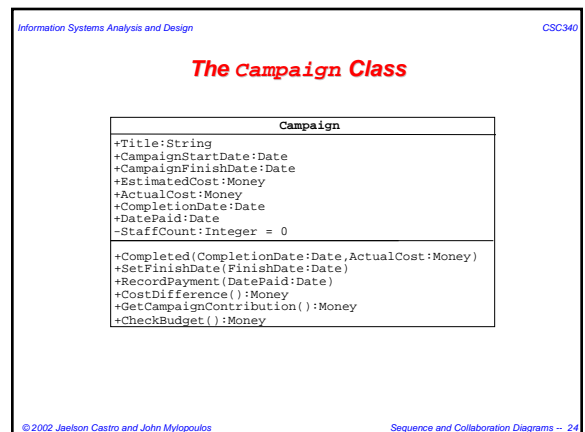 Information Systems Analysis and Design CSC340
The Campaign Class
Campaign
+Title:String
+CampaignStartDate:Date
+CampaignFinishDate:Date
+EstimatedCost:Money
+ActualCost:Money
+CompletionDate:Date
+DatePaid:Date
-StaffCount:Integer = 0
+Completed(CompletionDate:Date,ActualCost:Money)
+SetFinishDate(FinishDate:Date)
+RecordPayment(DatePaid:Date)
+CostDifference():Money
+GetCampaignContribution():Money
+CheckBudget():Money
© 2002 Jaelson Castro and John Mylopoulos Sequence and Collaboration Diagrams -- 24